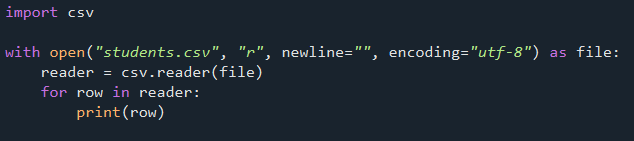 import csv

with open("students.csv", "r", newline="", encoding="utf-8") as file:
    reader = csv.reader(file)
    for row in reader:
        print(row)